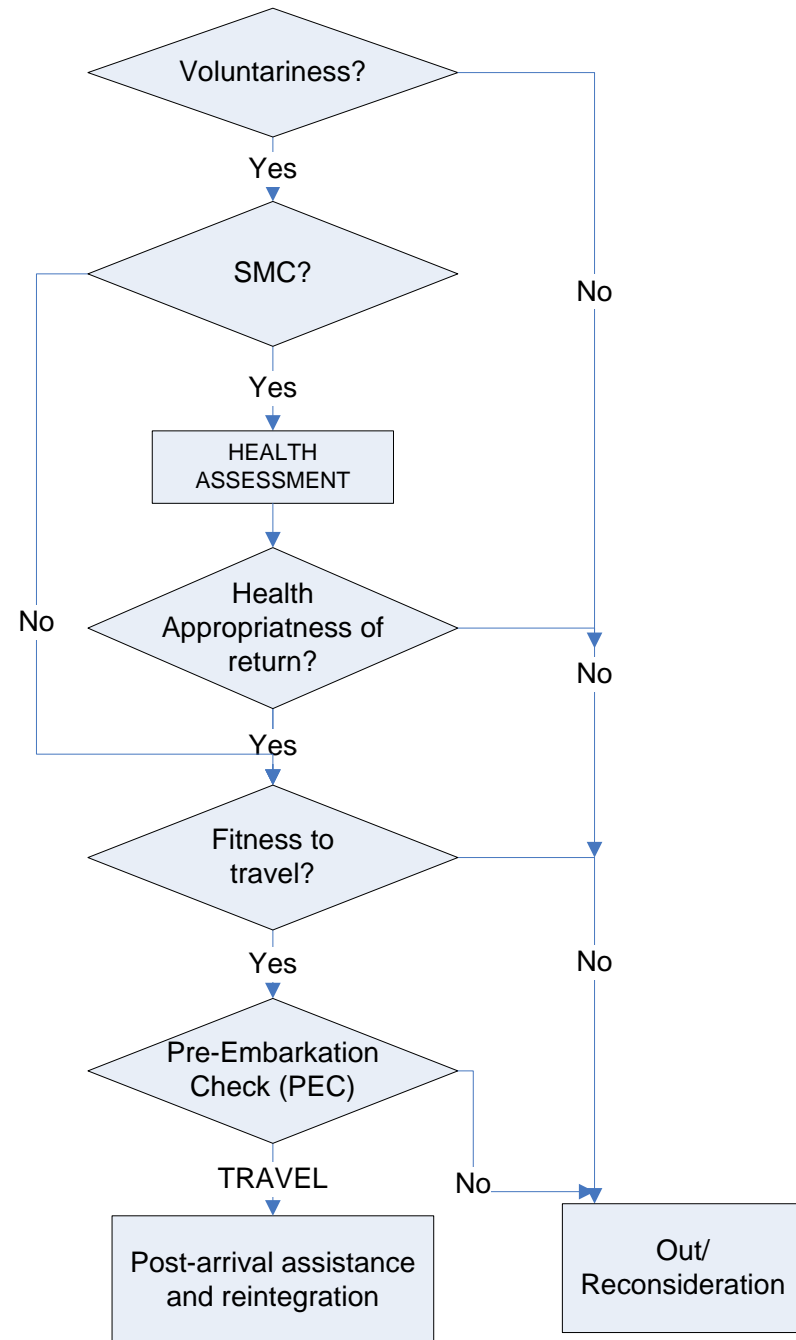 Voluntariness?
Yes
SMC?
No
Yes
HEALTH
ASSESSMENT
Health
Appropriatness of
return?
No
No
Yes
Fitness to
travel?
Yes
No
Pre-Embarkation
Check (PEC)
TRAVEL
No
Post-arrival assistance
and reintegration
Out/
Reconsideration